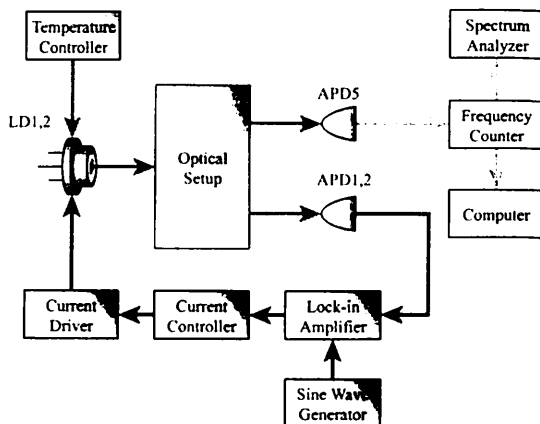 Temperature
Controller
Spectrum
Analyzer
LD1,2
APD5
Frequency
Counter
Optical
Setup
APD1,2
Computer
Current
Driver
Current
Controller
Lock-in
Amplifier
Sine Wave
Generator